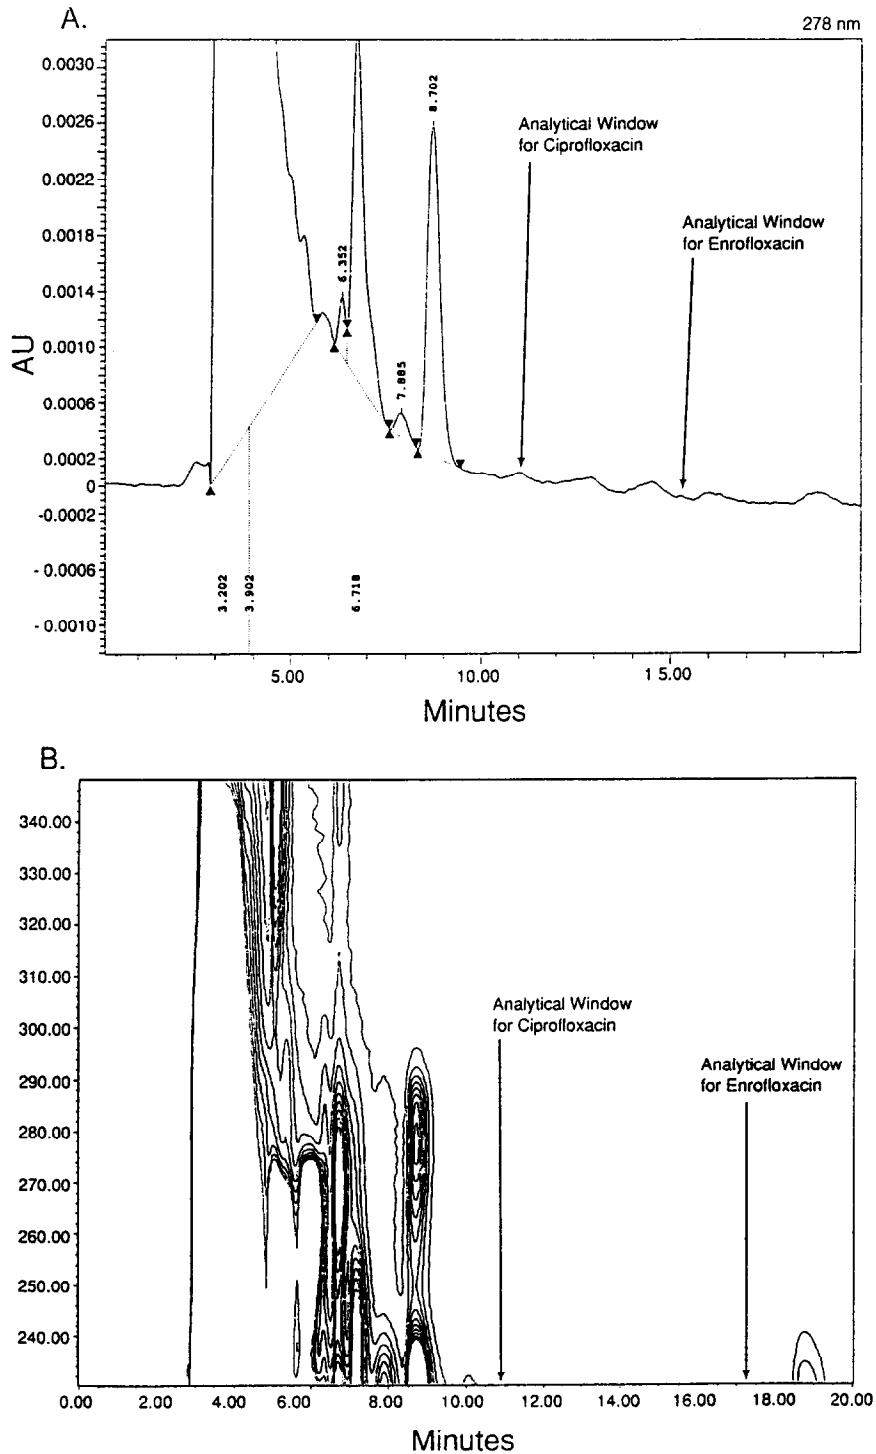 A.
278 nm
0.0030
0.0026
0.0022
0.0018
0.0014
0.0010
0.0006
0.0002
0
-0.0002
- 0.0006
- 0.0010
AU
8.702
6.352
7.885
3.202
3.902
6.718
Analytical Window
for Ciprofloxacin
Analytical Window
for Enrofloxacin
5.00 10.00 15.00
Minutes
B.
340.00
330.00
320.00
310.00
300.00
290.00
280.00
270.00
260.00
250.00
240.00
Analytical Window
for Ciprofloxacin
Analytical Window
for Enrofloxacin
0.00 2.00 4.00 6.00 8.00 10.00 12.00 14.00 16.00 18.00 20.00
Minutes